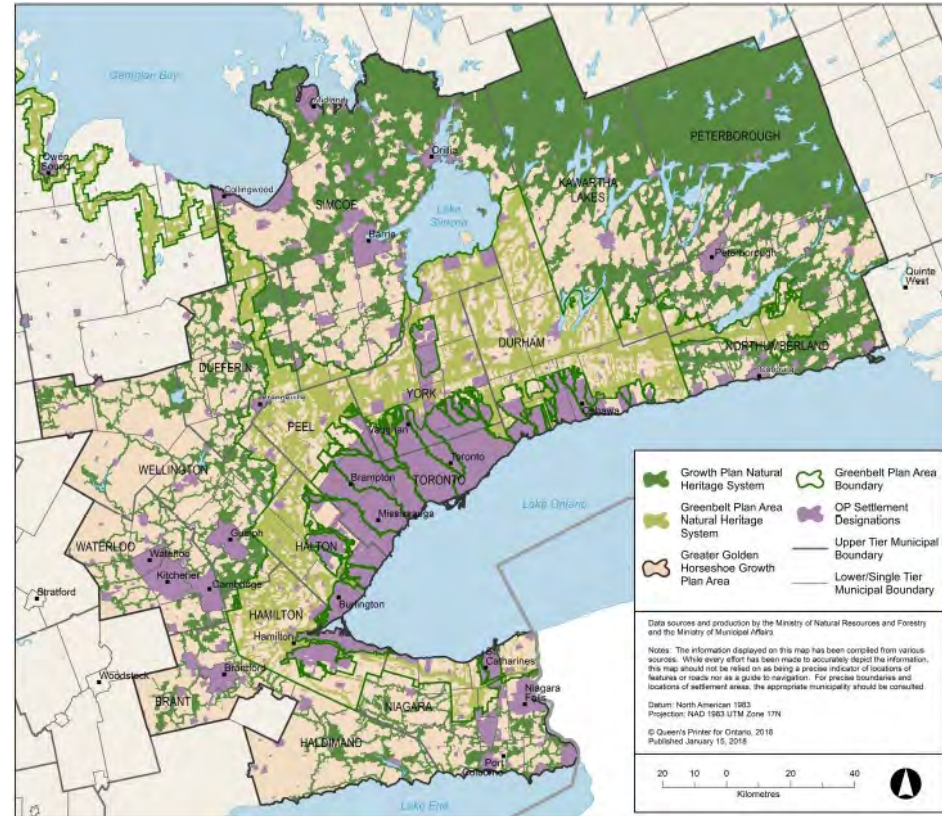 Georgian Bay
Midland
PETERBOROUGH
Owen
Sound
Orillia
KAWARTHA
LAKES
Collingwood
SIMCOE
Lake
Simcoe
Barrie
Peterborough
Quinte
West
DURHAM
NORTHUMBERLAND
DUFFERIN
Cobourg
Orangeville
YORK
Oshawa
PEEL
Vaughan
Toronto
WELLINGTON
Brampton
TORONTO
Mississauga
Lake Ontario
Guelph
HALTON
WATERLOO
Waterloo
Kitchener
Cambridge
Stratford
Burlington
HAMILTON
Hamilton
St.
Catharines
Woodstock
Brantford
Niagara
Falls
BRANT
NIAGARA
HALDIMAND
Port
Colborne
Lake Erie
Growth Plan Natural
Heritage System
Greenbelt Plan Area
Natural Heritage
System
Greater Golden
Horseshoe Growth
Plan Area
Greenbelt Plan Area
Boundary
OP Settlement
Designations
Upper Tier Municipal
Boundary
Lower/Single Tier
Municipal Boundary
Data sources and production by the Ministry of Natural Resources and Forestry
and the Ministry of Municipal Affairs
Notes: The information displayed on this map has been compiled from various
sources. While every effort has been made to accurately depict the information,
this map should not be relied on as being a precise indicator of locations of
features or roads nor as a guide to navigation. For precise boundaries and
locations of settlement areas, the appropriate municipality should be consulted.
Datum: North American 1983
Projection: NAD 1983 UTM Zone 17N
© Queen's Printer for Ontario, 2018
Published January 15, 2018
20 10 0 20 40
Kilometres